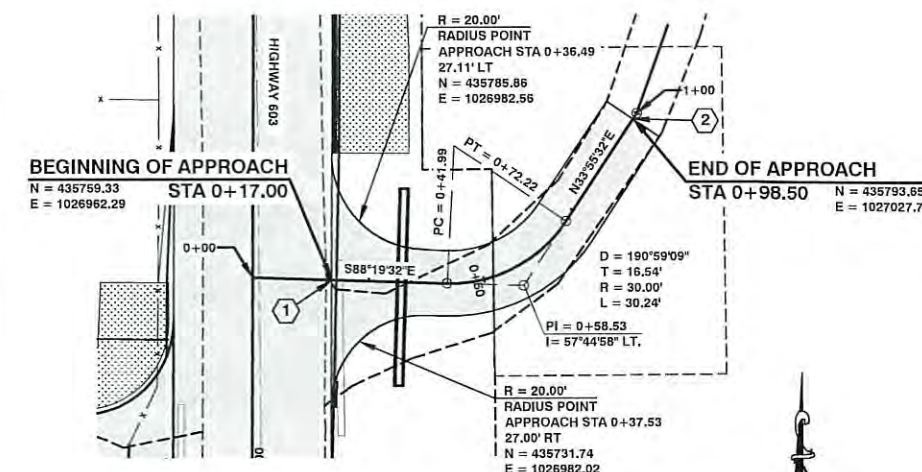 R = 20.00'
RADIUS POINT
APPROACH STA 0+36.49
27.11' LT
N = 435785.86
E = 1026982.56
HIGHWAY 603
1+00
2
BEGINNING OF APPROACH
N = 435759.33
E = 1026962.29
STA 0+17.00
PC = 0+41.99
PT = 0+72.22
N33°55'32"E
END OF APPROACH
STA 0+98.50
N = 435793.65
E = 1027027.7
0+00
S88°19'32"E
0+50
1
D = 190°59'09"
T = 16.54'
R = 30.00'
L = 30.24'
PI = 0+58.53
I = 57°44'58" LT.
R = 20.00'
RADIUS POINT
APPROACH STA 0+37.53
27.00' RT
N = 435731.74
E = 1026982.02